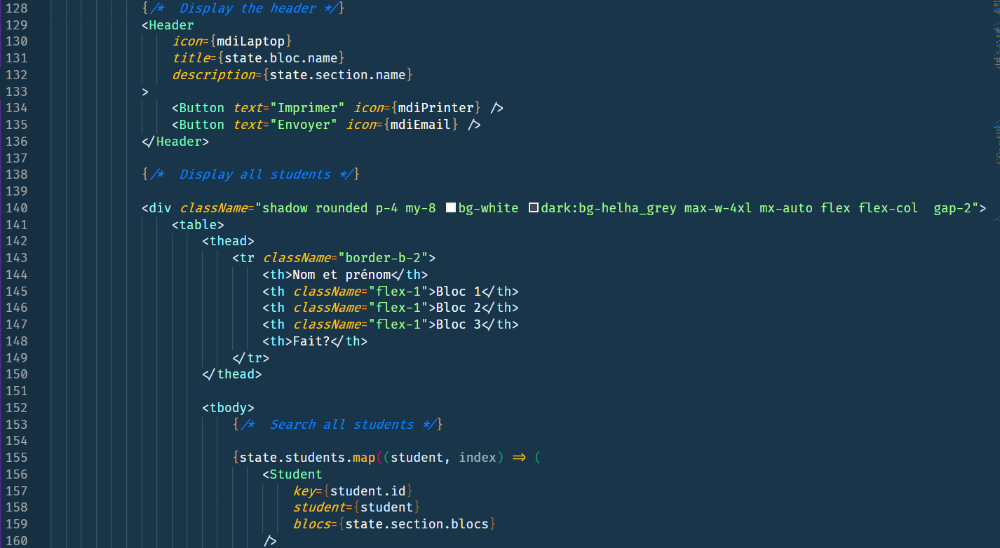 128 {/*  Display the header */}
129 <Header
130 icon={mdiLaptop}
131 title={state.bloc.name}
132 description={state.section.name}
133 >
134 <Button text="Imprimer" icon={mdiPrinter} />
135 <Button text="Envoyer" icon={mdiEmail} />
136 </Header>
137
138 {/*  Display all students */}
139
140 <div className="shadow rounded p-4 my-8 bg-white dark:bg-helha_grey max-w-4xl mx-auto flex flex-col  gap-2">
141 <table>
142 <thead>
143 <tr className="border-b-2">
144 <th>Nom et prénom</th>
145 <th className="flex-1">Bloc 1</th>
146 <th className="flex-1">Bloc 2</th>
147 <th className="flex-1">Bloc 3</th>
148 <th>Fait?</th>
149 </tr>
150 </thead>
151
152 <tbody>
153 {/*  Search all students */}
154
155 {state.students.map((student, index) => (
156 <Student
157 key={student.id}
158 student={student}
159 blocs={state.section.blocs}
160 />